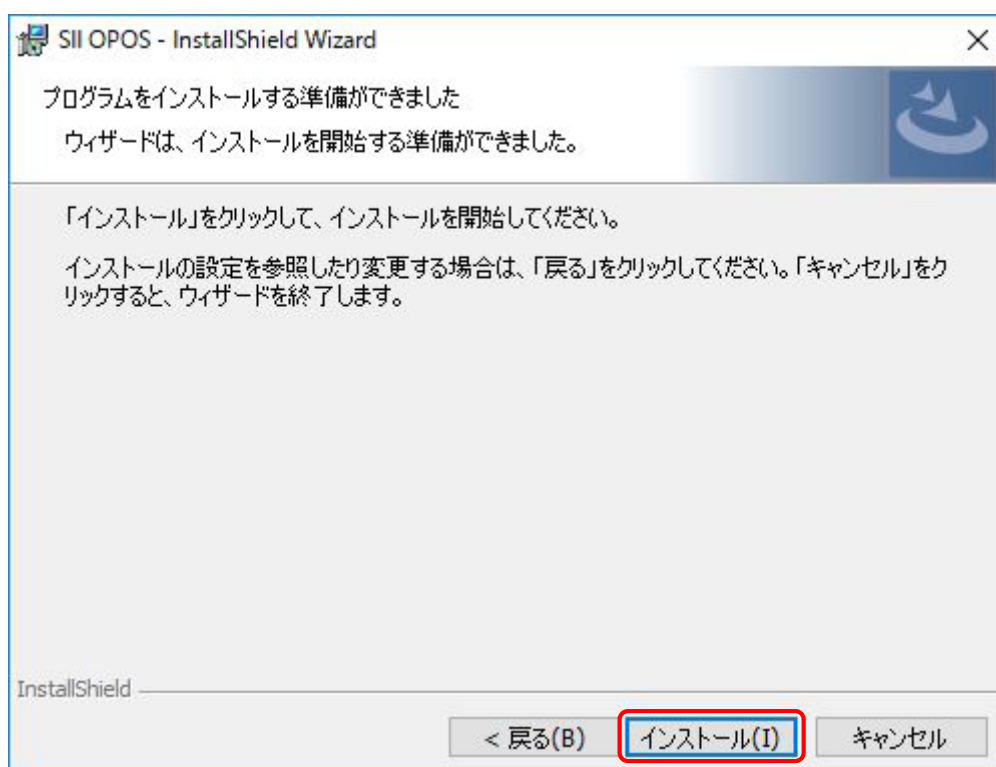 SII OPOS - InstallShield Wizard
プログラムをインストールする準備ができました
ウィザードは、インストールを開始する準備ができました。
「インストール」をクリックして、インストールを開始してください。
インストールの設定を参照したり変更する場合は、「戻る」をクリックしてください。「キャンセル」をク
リックすると、ウィザードを終了します。
InstallShield
< 戻る(B)
インストール(I)
キャンセル